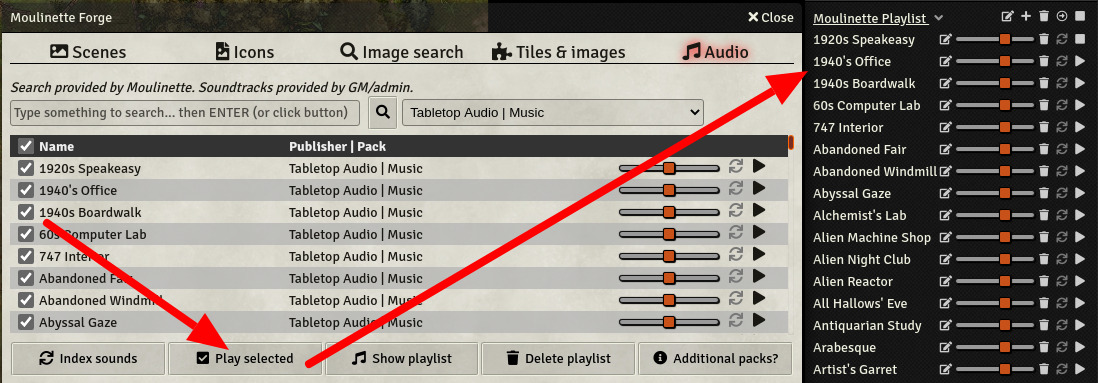 Moulinette Forge
Close
Scenes
Icons
Image search
Tiles & images
Audio
Search provided by Moulinette. Soundtracks provided by GM/admin.
Type something to search... then ENTER (or click button)
Tabletop Audio | Music
Name Publisher | Pack
1920s Speakeasy Tabletop Audio | Music
1940's Office Tabletop Audio | Music
1940s Boardwalk Tabletop Audio | Music
60s Computer Lab Tabletop Audio | Music
747 Interior Tabletop Audio | Music
Abandoned Fair Tabletop Audio | Music
Abandoned Windmill Tabletop Audio | Music
Abyssal Gaze Tabletop Audio | Music
Index sounds
Play selected
Show playlist
Delete playlist
Additional packs?
Moulinette Playlist
1920s Speakeasy
1940's Office
1940s Boardwalk
60s Computer Lab
747 Interior
Abandoned Fair
Abandoned Windmill
Abyssal Gaze
Alchemist's Lab
Alien Machine Shop
Alien Night Club
Alien Reactor
All Hallows' Eve
Antiquarian Study
Arabesque
Artist's Garret